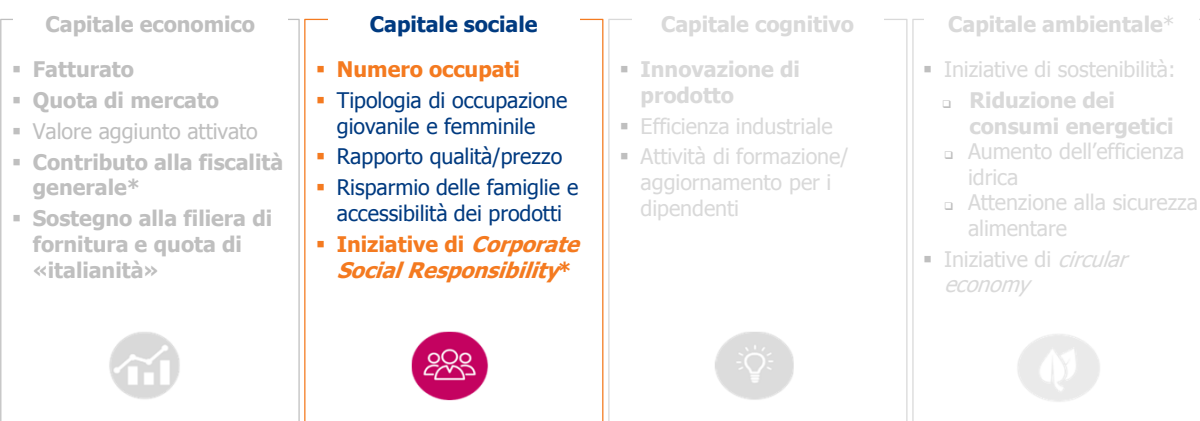 Capitale economico
▪ Fatturato
▪ Quota di mercato
▪ Valore aggiunto attivato
▪ Contributo alla fiscalità
generale*
▪ Sostegno alla filiera di
fornitura e quota di
«italianità»
Capitale sociale
▪ Numero occupati
▪ Tipologia di occupazione
giovanile e femminile
▪ Rapporto qualità/prezzo
▪ Risparmio delle famiglie e
accessibilità dei prodotti
▪ Iniziative di Corporate
Social Responsibility*
Capitale cognitivo
▪ Innovazione di
prodotto
▪ Efficienza industriale
▪ Attività di formazione/
aggiornamento per i
dipendenti
Capitale ambientale*
▪ Iniziative di sostenibilità:
❑ Riduzione dei
consumi energetici
❑ Aumento dell'efficienza
idrica
❑ Attenzione alla sicurezza
alimentare
▪ Iniziative di circular
economy